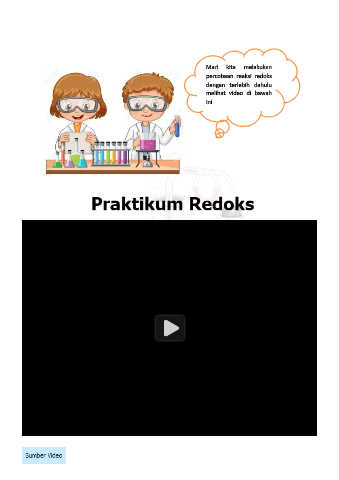 Mari kita melakukan
percobaan reaksi redoks
dengan terlebih dahulu
melihat video di bawah
ini
Praktikum Redoks
Sumber Video